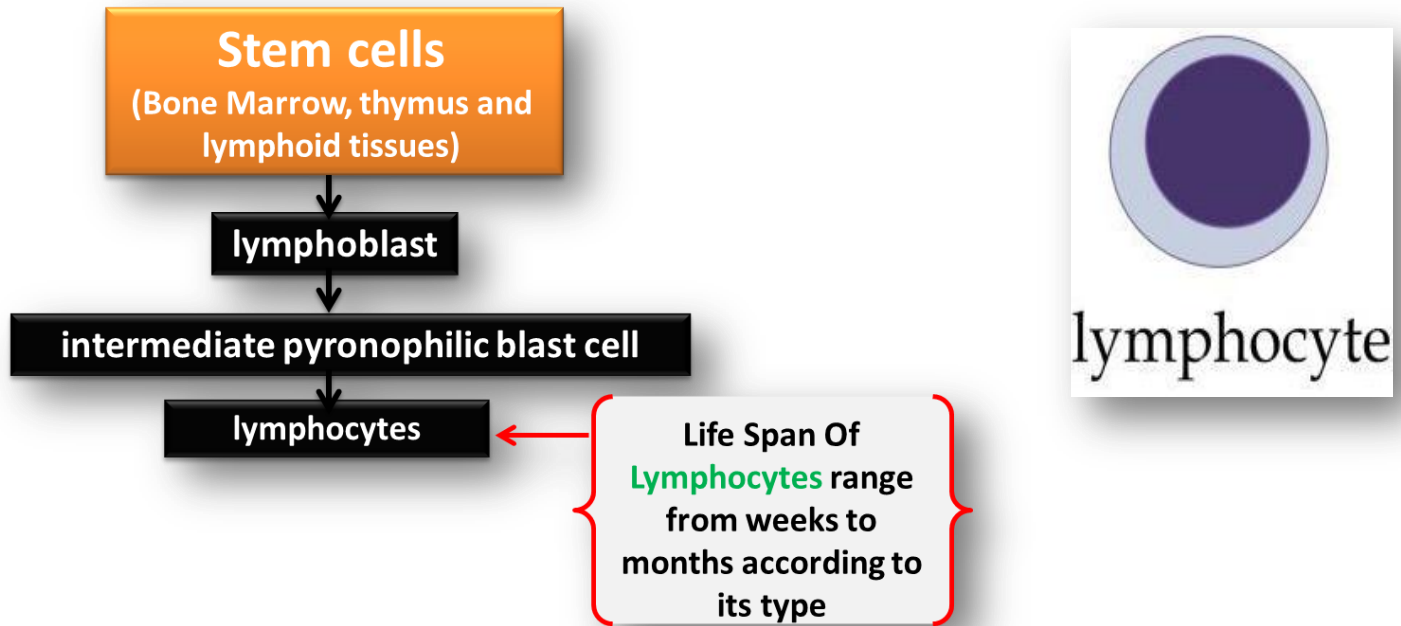 Stem cells
(Bone Marrow, thymus and
lymphoid tissues)
lymphoblast
intermediate pyronophilic blast cell
lymphocytes
Life Span Of
Lymphocytes range
from weeks to
months according to
its type
lymphocyte